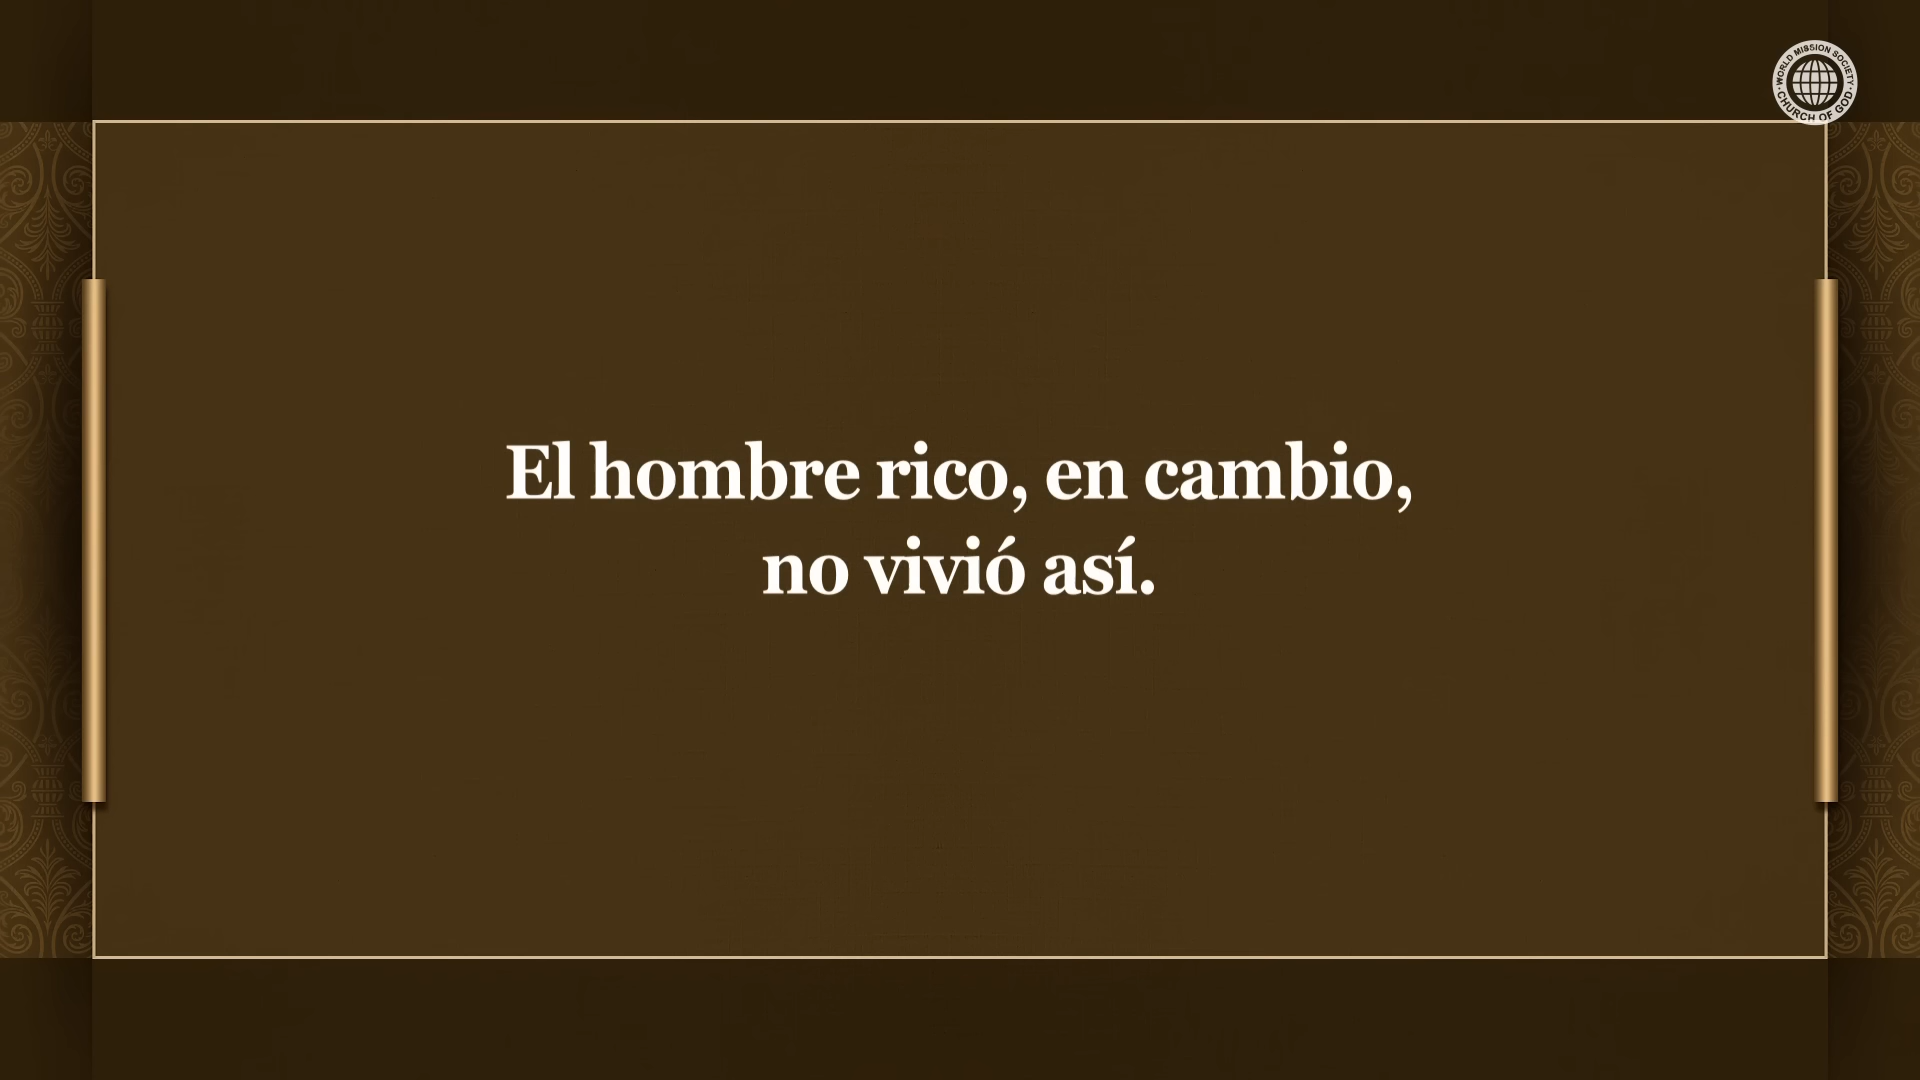 WORLD MISSION SOCIETY
CHURCH OF GOD
El hombre rico, en cambio,
no vivió así.